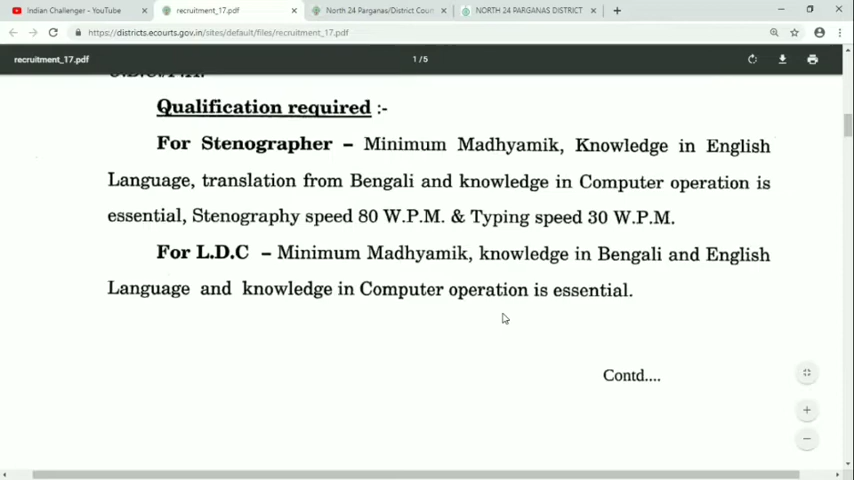 Indian Challenger - YouTube
recruitment_17.pdf
North 24 Parganas/District Cour
NORTH 24 PARGANAS DISTRICT
https://districts.ecourts.gov.in/sites/default/files/recruitment_17.pdf
recruitment_17.pdf
1 / 5
Qualification required :-
For Stenographer – Minimum Madhyamik, Knowledge in English
Language, translation from Bengali and knowledge in Computer operation is
essential, Stenography speed 80 W.P.M. & Typing speed 30 W.P.M.
For L.D.C – Minimum Madhyamik, knowledge in Bengali and English
Language and knowledge in Computer operation is essential.
Contd....